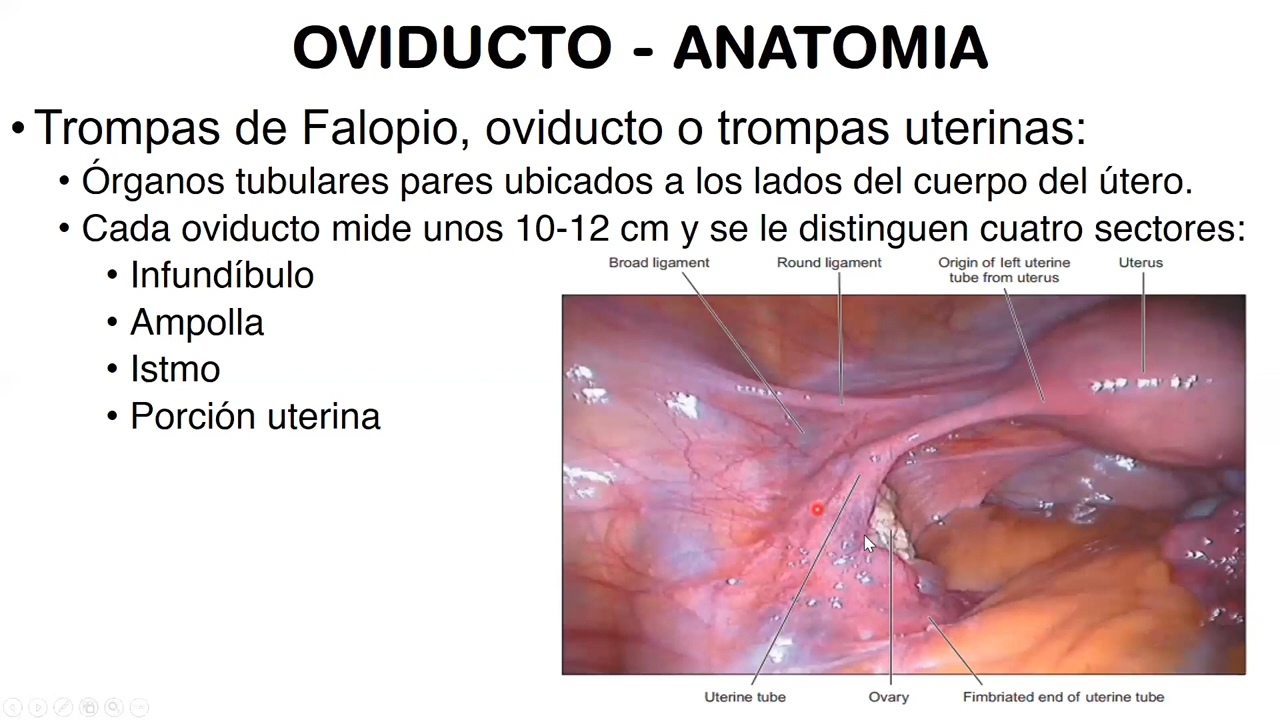 OVIDUCTO - ANATOMIA
• Trompas de Falopio, oviducto o trompas uterinas:
• Órganos tubulares pares ubicados a los lados del cuerpo del útero.
• Cada oviducto mide unos 10-12 cm y se le distinguen cuatro sectores:
• Infundíbulo
• Ampolla
• Istmo
• Porción uterina
Broad ligament
Round ligament
Origin of left uterine
tube from uterus
Uterus
Uterine tube
Ovary
Fimbriated end of uterine tube